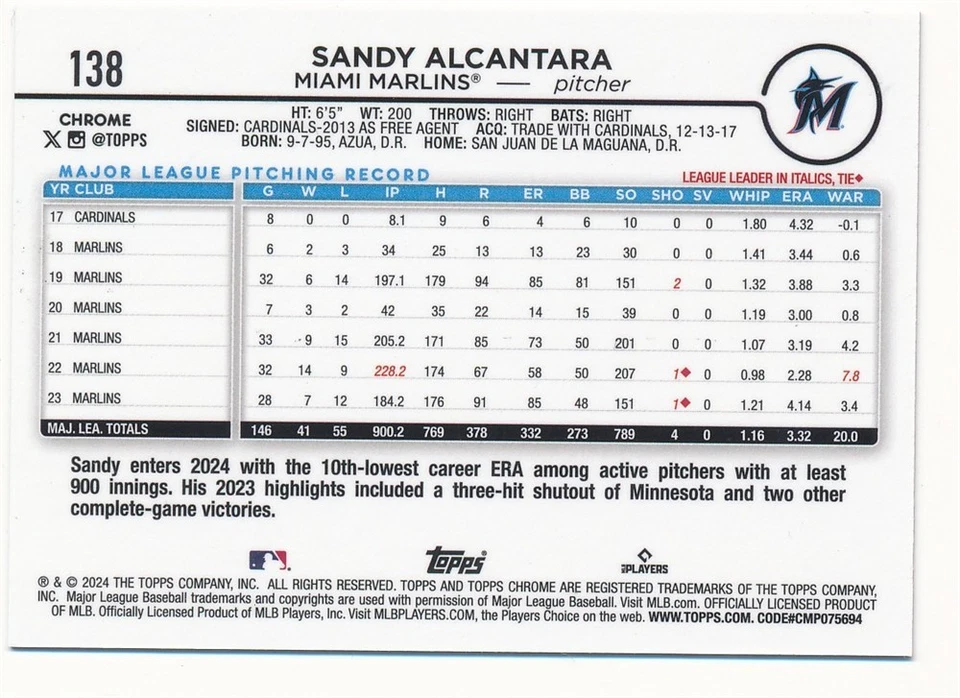 138
SANDY ALCANTARA
MIAMI MARLINS® — pitcher
M
CHROME
@TOPPS
HT: 6'5" WT: 200 THROWS: RIGHT BATS: RIGHT
SIGNED: CARDINALS-2013 AS FREE AGENT ACQ: TRADE WITH CARDINALS, 12-13-17
BORN: 9-7-95, AZUA, D.R. HOME: SAN JUAN DE LA MAGUANA, D.R.
MAJOR LEAGUE PITCHING RECORD
LEAGUE LEADER IN ITALICS, TIE◆
YR CLUB G W L IP H R ER BB SO SHO SV WHIP ERA WAR
17 CARDINALS 8 0 0 8.1 9 6 4 6 10 0 0 1.80 4.32 -0.1
18 MARLINS 6 2 3 34 25 13 13 23 30 0 0 1.41 3.44 0.6
19 MARLINS 32 6 14 197.1 179 94 85 81 151 2 0 1.32 3.88 3.3
20 MARLINS 7 3 2 42 35 22 14 15 39 0 0 1.19 3.00 0.8
21 MARLINS 33 9 15 205.2 171 85 73 50 201 0 0 1.07 3.19 4.2
22 MARLINS 32 14 9 228.2 174 67 58 50 207 1◆ 0 0.98 2.28 7.8
23 MARLINS 28 7 12 184.2 176 91 85 48 151 1◆ 0 1.21 4.14 3.4
MAJ. LEA. TOTALS 146 41 55 900.2 769 378 332 273 789 4 0 1.16 3.32 20.0
Sandy enters 2024 with the 10th-lowest career ERA among active pitchers with at least
900 innings. His 2023 highlights included a three-hit shutout of Minnesota and two other
complete-game victories.
Topps®
PLAYERS
® & © 2024 THE TOPPS COMPANY, INC. ALL RIGHTS RESERVED. TOPPS AND TOPPS CHROME ARE REGISTERED TRADEMARKS OF THE TOPPS COMPANY,
INC. Major League Baseball trademarks and copyrights are used with permission of Major League Baseball. Visit MLB.com. OFFICIALLY LICENSED PRODUCT
OF MLB. Officially Licensed Product of MLB Players, Inc. Visit MLBPLAYERS.COM, the Players Choice on the web. WWW.TOPPS.COM. CODE#CMP075694